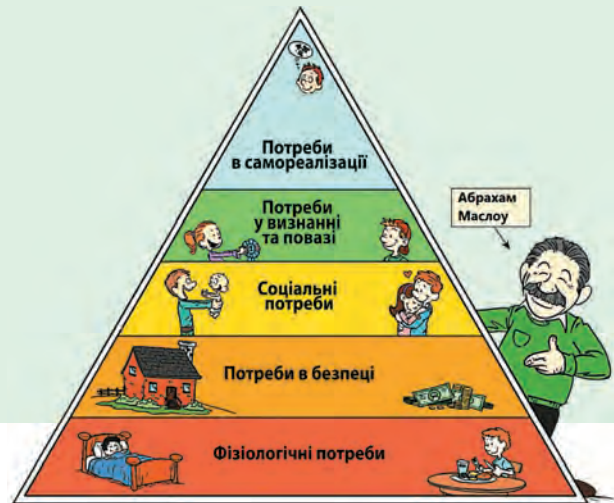 Потреби
в самореалізації
Потреби
у визнанні
та повазі
Абрахам
Маслоу
Соціальні
потреби
Потреби в безпеці
Фізіологічні потреби